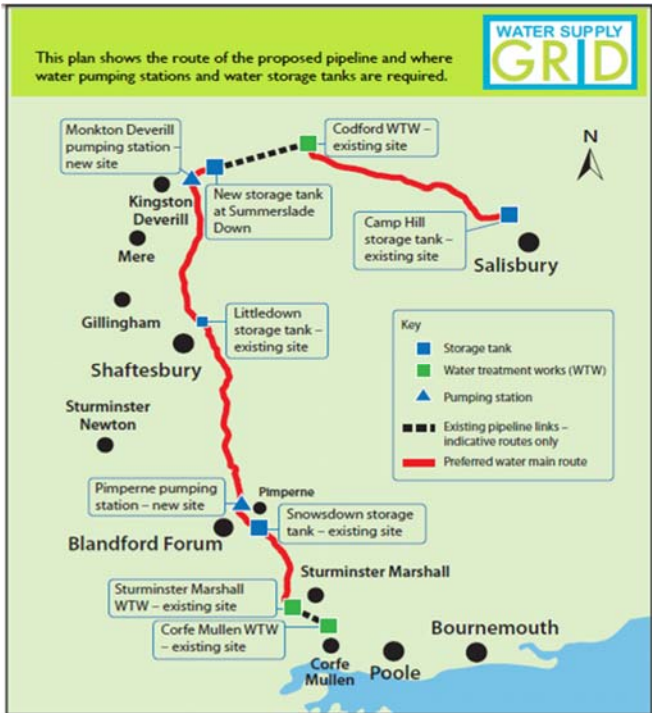 This plan shows the route of the proposed pipeline and where
water pumping stations and water storage tanks are required.
WATER SUPPLY
GRID
Monkton Deverill
pumping station –
new site
Codford WTW –
existing site
N
Kingston
Deverill
New storage tank
at Summerslade
Down
Camp Hill
storage tank –
existing site
Mere
Salisbury
Gillingham
Littledown
storage tank –
existing site
Shaftesbury
Key
Storage tank
Water treatment works (WTW)
Pumping station
Existing pipeline links –
indicative routes only
Preferred water main route
Sturminster
Newton
Pimperne pumping
station – new site
Pimperne
Blandford Forum
Snowsdown storage
tank – existing site
Sturminster Marshall
Sturminster Marshall
WTW – existing site
Corfe Mullen WTW
– existing site
Bournemouth
Corfe
Mullen
Poole